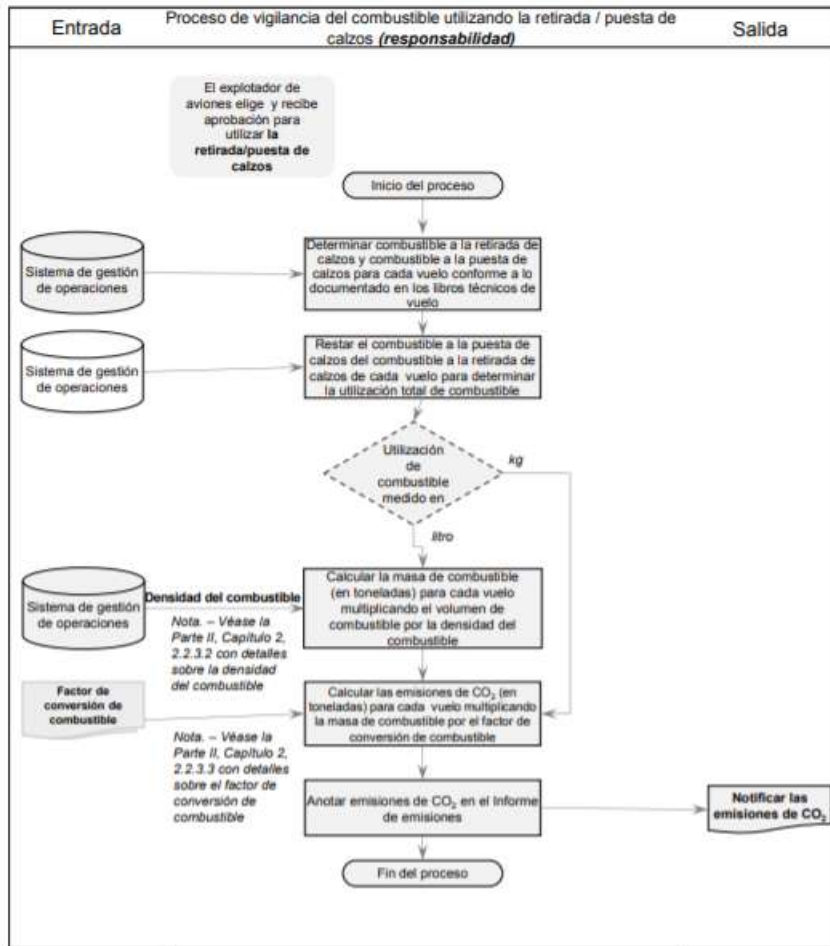 Entrada
Proceso de vigilancia del combustible utilizando la retirada / puesta de
calzos (responsabilidad)
Salida
El explotador de
aviones elige y recibe
aprobación para
utilizar la
retirada/puesta de
calzos
Inicio del proceso
Sistema de gestión
de operaciones
Determinar combustible a la retirada de
calzos y combustible a la puesta de
calzos para cada vuelo conforme a lo
documentado en los libros técnicos de
vuelo
Sistema de gestión
de operaciones
Restar el combustible a la puesta de
calzos del combustible a la retirada de
calzos de cada vuelo para determinar
la utilización total de combustible
Utilización
de
combustible
medido en
kg
litro
Sistema de gestión
de operaciones
Densidad del combustible
Nota. – Véase la
Parte II, Capítulo 2,
2.2.3.2 con detalles
sobre la densidad
del combustible
Calcular la masa de combustible
(en toneladas) para cada vuelo
multiplicando el volumen de
combustible por la densidad del
combustible
Factor de
conversión de
combustible
Nota. – Véase la
Parte II, Capítulo 2,
2.2.3.3 con detalles
sobre el factor de
conversión de
combustible
Calcular las emisiones de CO₂ (en
toneladas) para cada vuelo multiplicando
la masa de combustible por el factor de
conversión de combustible
Anotar emisiones de CO₂ en el Informe
de emisiones
Notificar las
emisiones de CO₂
Fin del proceso